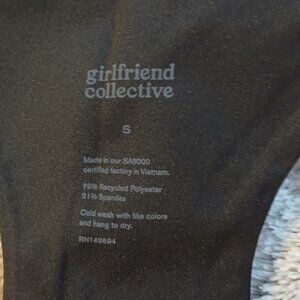 girlfriend
collective
S
Made in our SA8000
certified factory in Vietnam.
79% Recycled Polyester
21% Spandex
Cold wash with like colors
and hang to dry.
RN149894